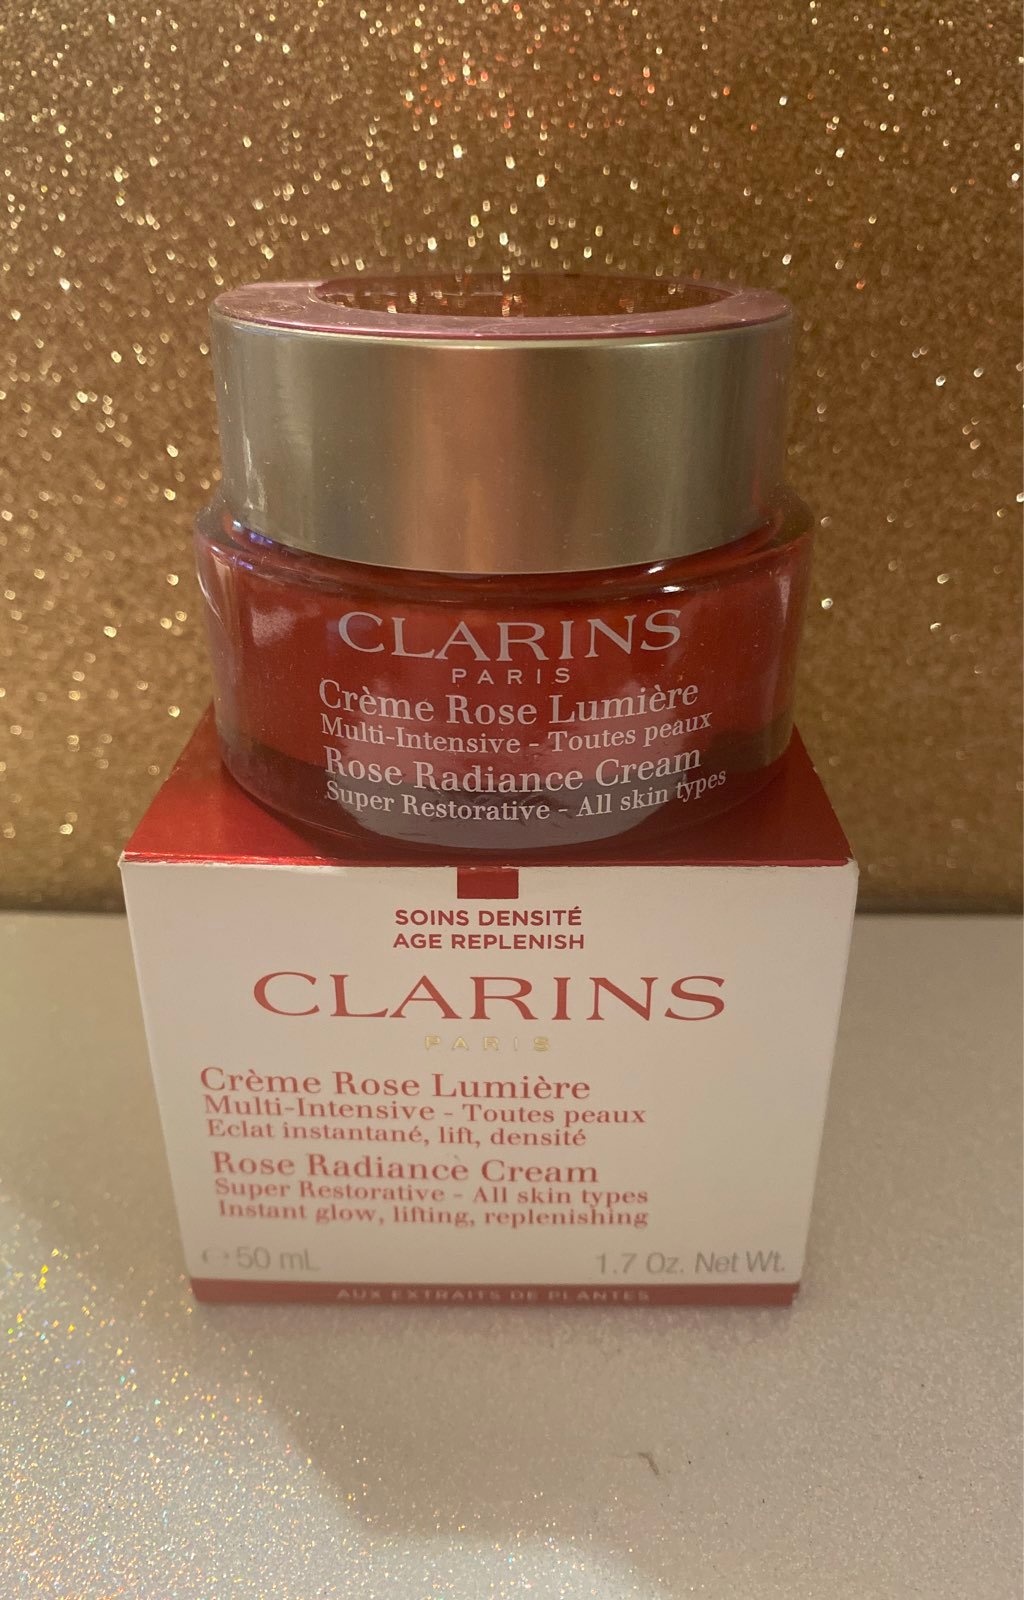 CLARINS
PARIS
Crème Rose Lumière
Multi-Intensive - Toutes peaux
Rose Radiance Cream
Super Restorative - All skin types
SOINS DENSITÉ
AGE REPLENISH
CLARINS
PARIS
Crème Rose Lumière
Multi-Intensive - Toutes peaux
Eclat instantané, lift, densité
Rose Radiance Cream
Super Restorative - All skin types
Instant glow, lifting, replenishing
℮ 50 mL 1.7 Oz. Net Wt.
AUX EXTRAITS DE PLANTES